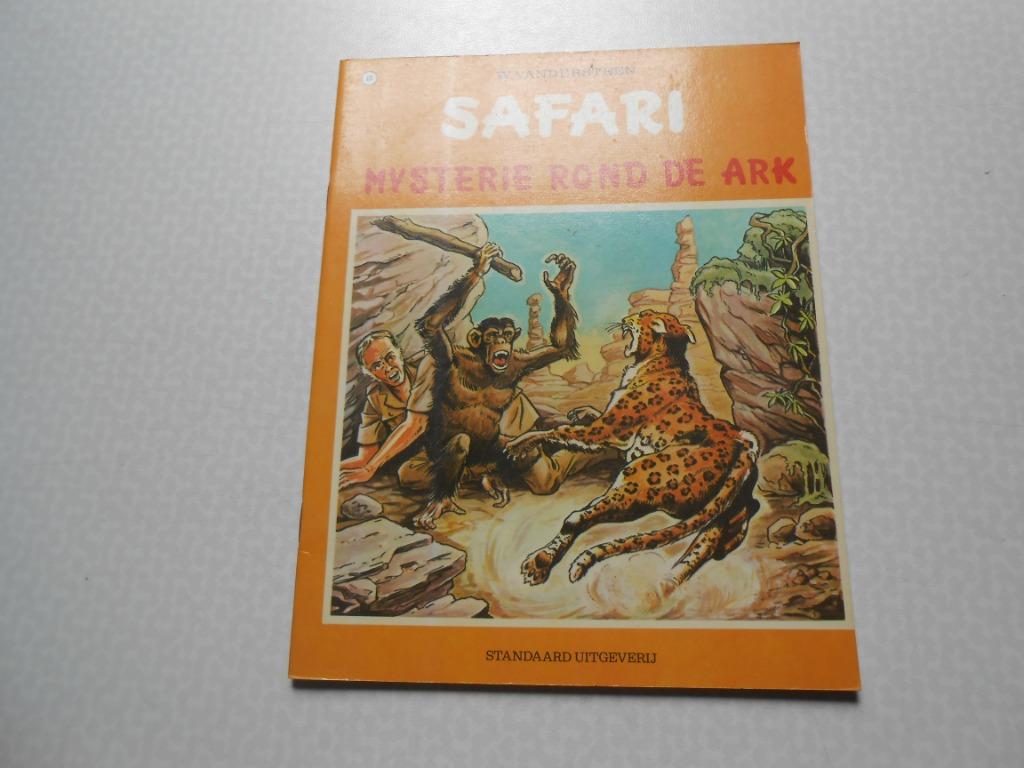 W. VANDERSTEEN
SAFARI
MYSTERIE ROND DE ARK
STANDAARD UITGEVERIJ